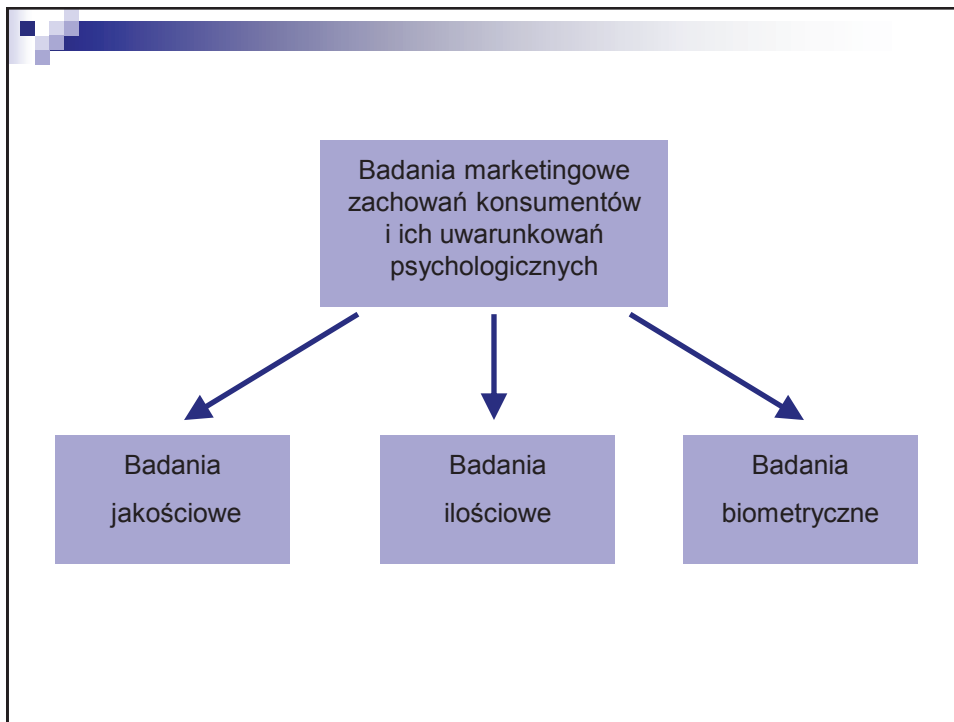 Badania marketingowe
zachowań konsumentów
i ich uwarunkowań
psychologicznych
Badania
jakościowe
Badania
ilościowe
Badania
biometryczne